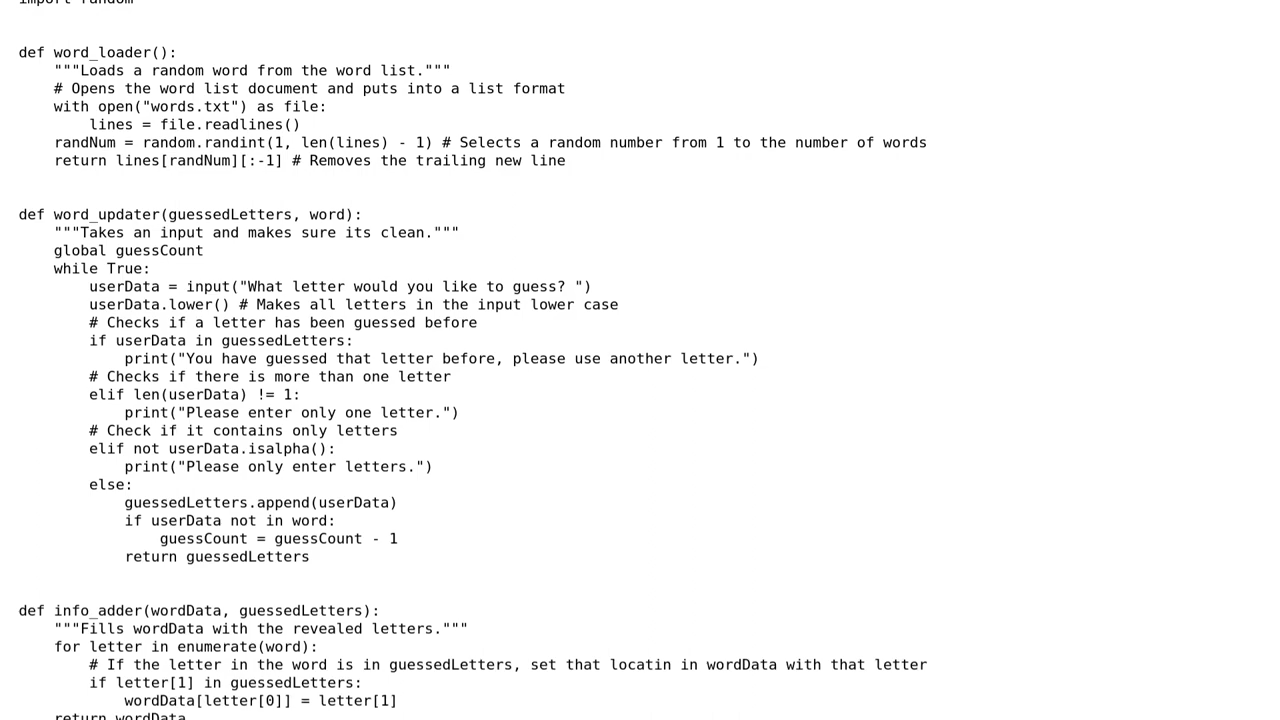 import random
def word_loader():
    """Loads a random word from the word list."""
    # Opens the word list document and puts into a list format
    with open("words.txt") as file:
        lines = file.readlines()
    randNum = random.randint(1, len(lines) - 1) # Selects a random number from 1 to the number of words
    return lines[randNum][:-1] # Removes the trailing new line
def word_updater(guessedLetters, word):
    """Takes an input and makes sure its clean."""
    global guessCount
    while True:
        userData = input("What letter would you like to guess? ")
        userData.lower() # Makes all letters in the input lower case
        # Checks if a letter has been guessed before
        if userData in guessedLetters:
            print("You have guessed that letter before, please use another letter.")
        # Checks if there is more than one letter
        elif len(userData) != 1:
            print("Please enter only one letter.")
        # Check if it contains only letters
        elif not userData.isalpha():
            print("Please only enter letters.")
        else:
            guessedLetters.append(userData)
            if userData not in word:
                guessCount = guessCount - 1
            return guessedLetters
def info_adder(wordData, guessedLetters):
    """Fills wordData with the revealed letters."""
    for letter in enumerate(word):
        # If the letter in the word is in guessedLetters, set that locatin in wordData with that letter
        if letter[1] in guessedLetters:
            wordData[letter[0]] = letter[1]
    return wordData